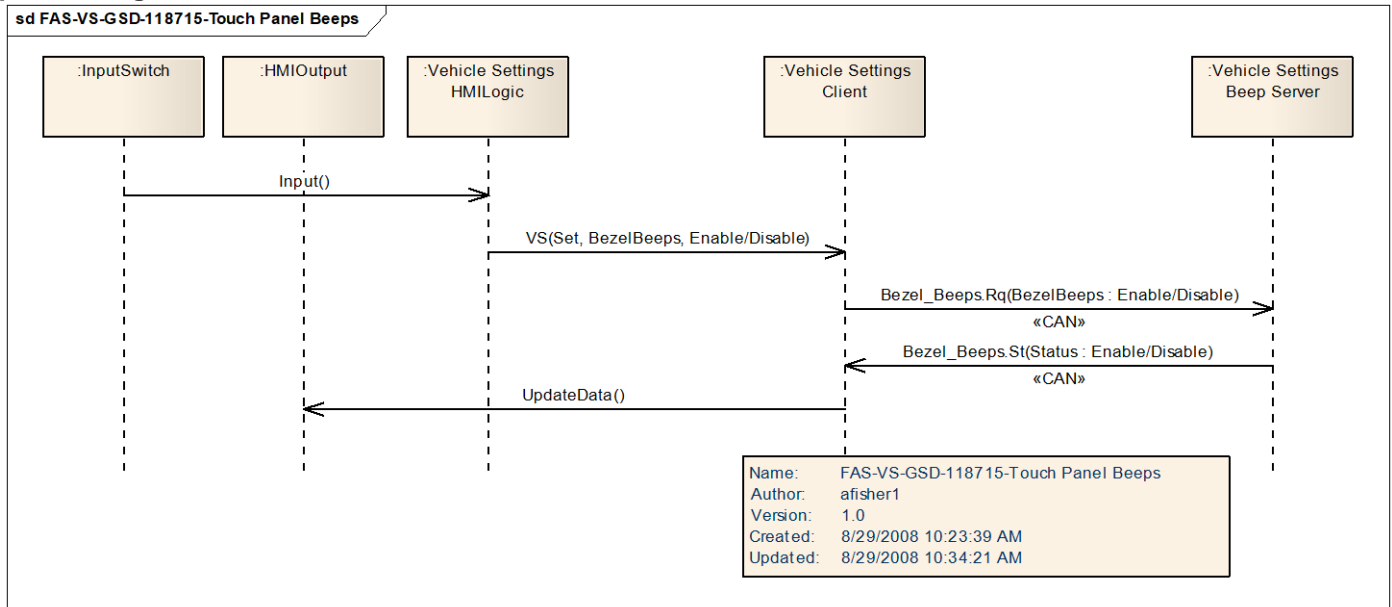 sd FAS-VS-GSD-118715-Touch Panel Beeps
:InputSwitch
:HMIOutput
:Vehicle Settings
HMILogic
:Vehicle Settings
Client
:Vehicle Settings
Beep Server
Input()
VS(Set, BezelBeeps, Enable/Disable)
Bezel_Beeps.Rq(BezelBeeps : Enable/Disable)
«CAN»
Bezel_Beeps.St(Status : Enable/Disable)
«CAN»
UpdateData()
Name: FAS-VS-GSD-118715-Touch Panel Beeps
Author: afisher1
Version: 1.0
Created: 8/29/2008 10:23:39 AM
Updated: 8/29/2008 10:34:21 AM